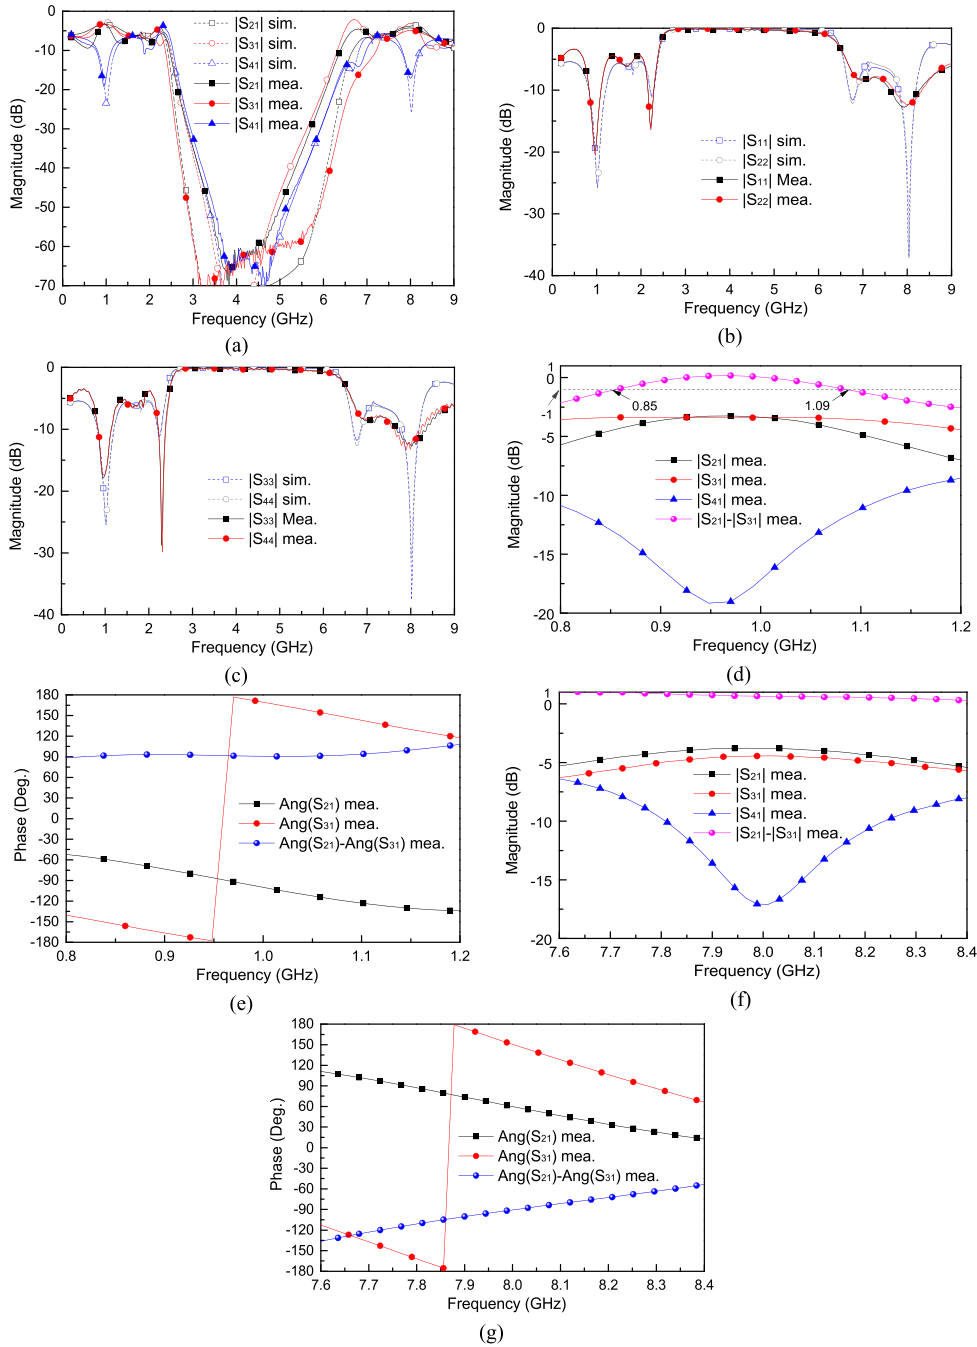 0
-10
-20
-30
-40
-50
-60
-70
Magnitude (dB)
|S21| sim.
|S31| sim.
|S41| sim.
|S21| mea.
|S31| mea.
|S41| mea.
0 1 2 3 4 5 6 7 8 9
Frequency (GHz)
(a)
0
-10
-20
-30
-40
Magnitude (dB)
|S11| sim.
|S22| sim.
|S11| Mea.
|S22| mea.
0 1 2 3 4 5 6 7 8 9
Frequency (GHz)
(b)
0
-10
-20
-30
-40
Magnitude (dB)
|S33| sim.
|S44| sim.
|S33| Mea.
|S44| mea.
0 1 2 3 4 5 6 7 8 9
Frequency (GHz)
(c)
1
0
-3
-5
-10
-15
-20
Magnitude (dB)
0.85
1.09
|S21| mea.
|S31| mea.
|S41| mea.
|S21|-|S31| mea.
0.8 0.9 1.0 1.1 1.2
Frequency (GHz)
(d)
180
150
120
90
60
30
0
-30
-60
-90
-120
-150
-180
Phase (Deg.)
Ang(S21) mea.
Ang(S31) mea.
Ang(S21)-Ang(S31) mea.
0.8 0.9 1.0 1.1 1.2
Frequency (GHz)
(e)
1
0
-5
-10
-15
-20
Magnitude (dB)
|S21| mea.
|S31| mea.
|S41| mea.
|S21|-|S31| mea.
7.6 7.7 7.8 7.9 8.0 8.1 8.2 8.3 8.4
Frequency (GHz)
(f)
180
150
120
90
60
30
0
-30
-60
-90
-120
-150
-180
Phase (Deg.)
Ang(S21) mea.
Ang(S31) mea.
Ang(S21)-Ang(S31) mea.
7.6 7.7 7.8 7.9 8.0 8.1 8.2 8.3 8.4
Frequency (GHz)
(g)